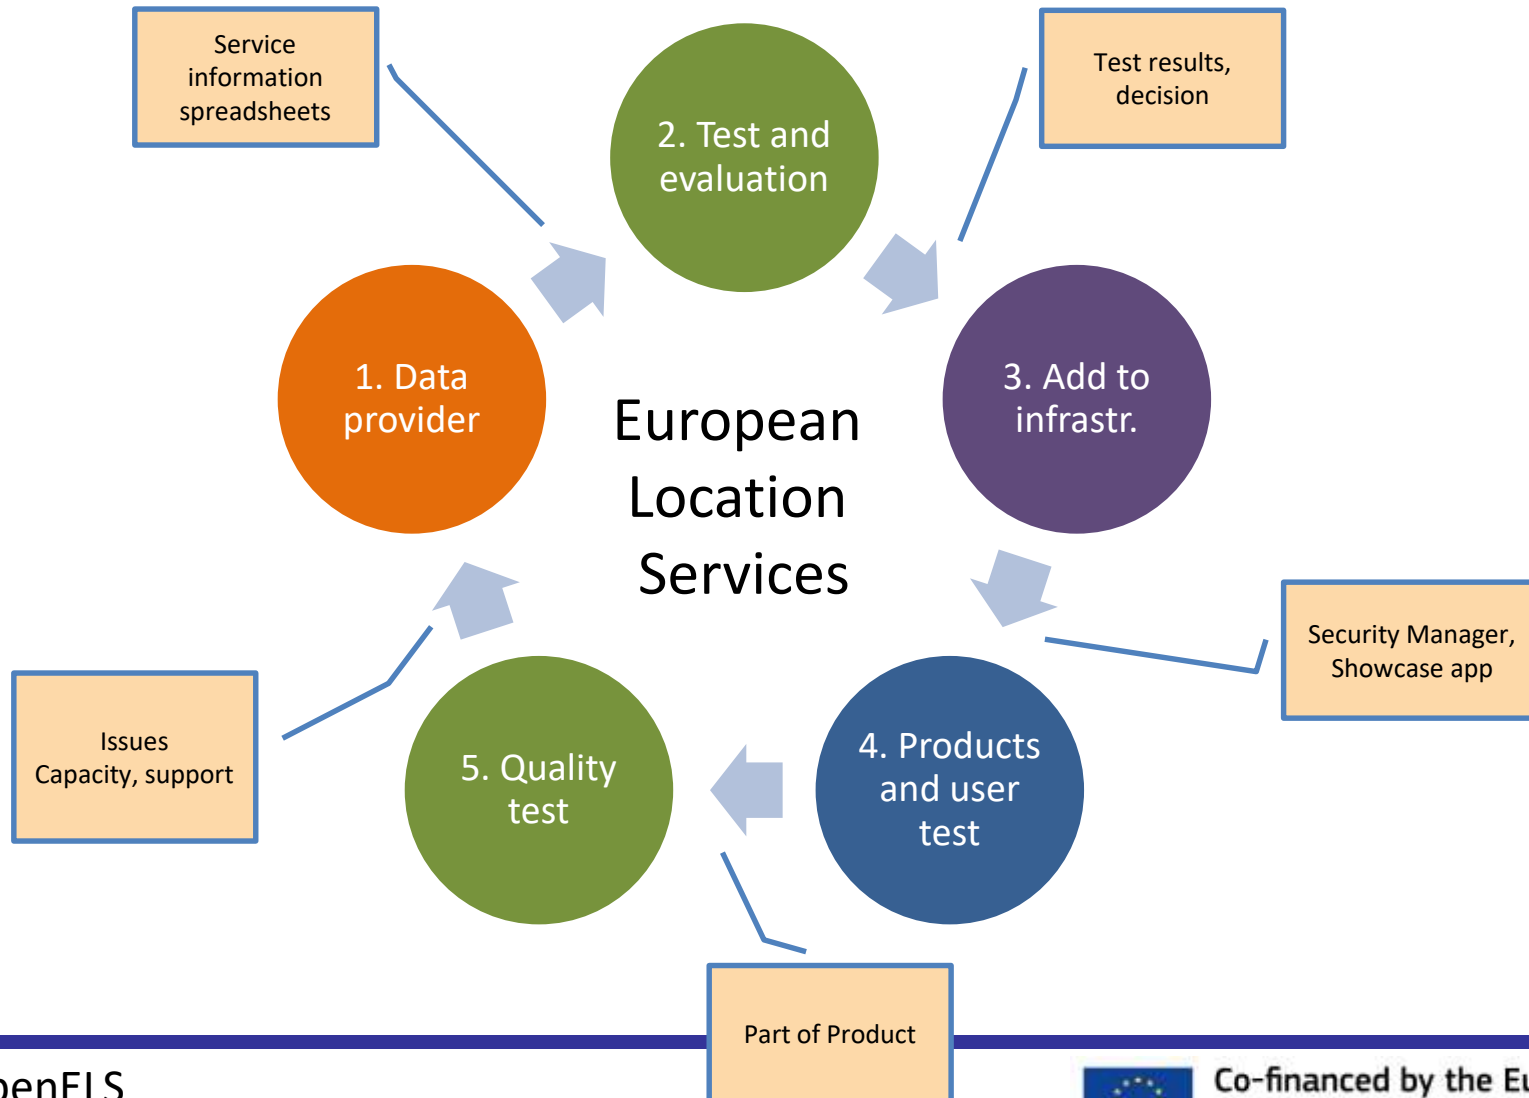 Service
information
spreadsheets
Test results,
decision
2. Test and
evaluation
1. Data
provider
3. Add to
infrastr.
European
Location
Services
Security Manager,
Showcase app
Issues
Capacity, support
5. Quality
test
4. Products
and user
test
Part of Product
penELS
Co-financed by the Eu